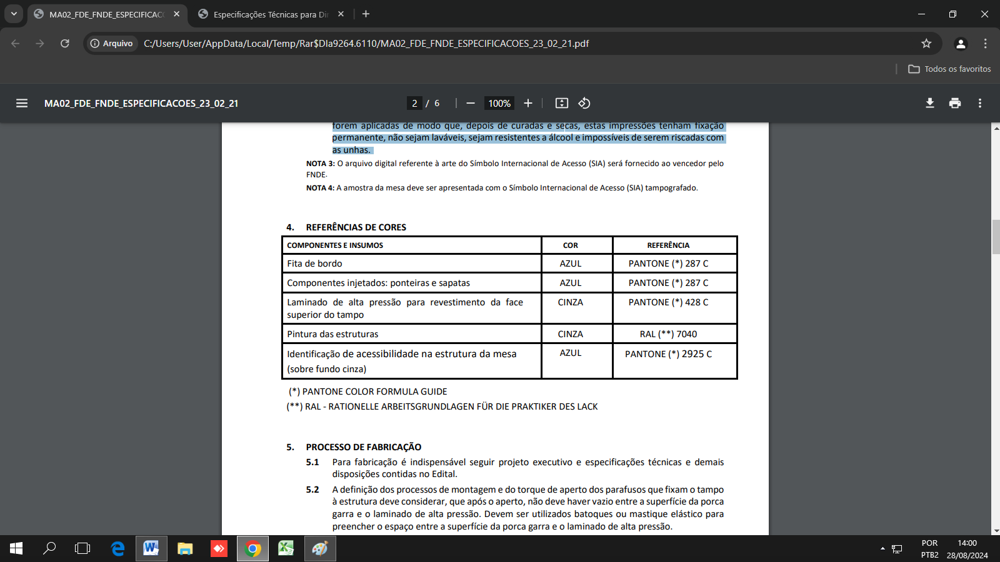 MA02_FDE_FNDE_ESPECIFICAC
Especificações Técnicas para Dir
Arquivo
C:/Users/User/AppData/Local/Temp/Rar$DIa9264.6110/MA02_FDE_FNDE_ESPECIFICACOES_23_02_21.pdf
Todos os favoritos
MA02_FDE_FNDE_ESPECIFICACOES_23_02_21
2 / 6
100%
forem aplicadas de modo que, depois de curadas e secas, estas impressões tenham fixação
permanente, não sejam laváveis, sejam resistentes a álcool e impossíveis de serem riscadas com
as unhas.
NOTA 3: O arquivo digital referente à arte do Símbolo Internacional de Acesso (SIA) será fornecido ao vencedor pelo
FNDE.
NOTA 4: A amostra da mesa deve ser apresentada com o Símbolo Internacional de Acesso (SIA) tampografado.
4. REFERÊNCIAS DE CORES
COMPONENTES E INSUMOS COR REFERÊNCIA
Fita de bordo AZUL PANTONE (*) 287 C
Componentes injetados: ponteiras e sapatas AZUL PANTONE (*) 287 C
Laminado de alta pressão para revestimento da face CINZA PANTONE (*) 428 C
superior do tampo
Pintura das estruturas CINZA RAL (**) 7040
Identificação de acessibilidade na estrutura da mesa AZUL PANTONE (*) 2925 C
(sobre fundo cinza)
(*) PANTONE COLOR FORMULA GUIDE
(**) RAL - RATIONELLE ARBEITSGRUNDLAGEN FÜR DIE PRAKTIKER DES LACK
5. PROCESSO DE FABRICAÇÃO
5.1 Para fabricação é indispensável seguir projeto executivo e especificações técnicas e demais
disposições contidas no Edital.
5.2 A definição dos processos de montagem e do torque de aperto dos parafusos que fixam o tampo
à estrutura deve considerar, que após o aperto, não deve haver vazio entre a superfície da porca
garra e o laminado de alta pressão. Devem ser utilizados batoques ou mastique elástico para
preencher o espaço entre a superfície da porca garra e o laminado de alta pressão.
POR 14:00
PTB2 28/08/2024